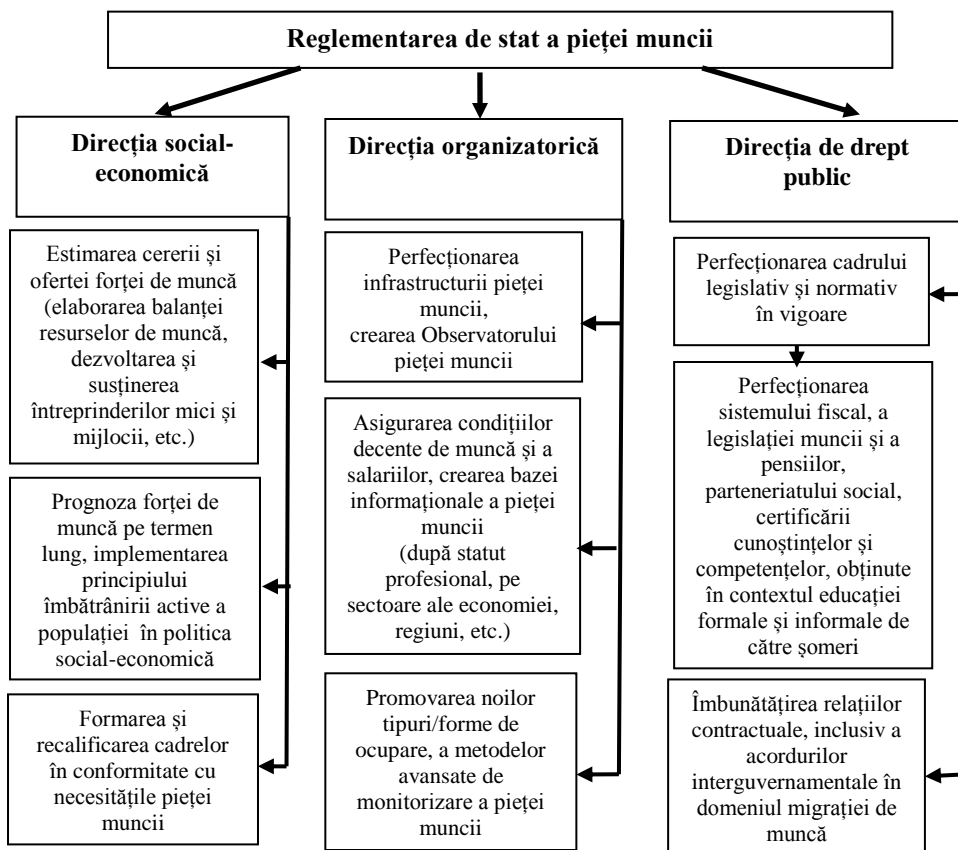 Reglementarea de stat a pieței muncii
Direcția social-
economică
Estimarea cererii și
ofertei forței de muncă
(elaborarea balanței
resurselor de muncă,
dezvoltarea și
susținerea
întreprinderilor mici și
mijlocii, etc.)
Prognoza forței de
muncă pe termen
lung, implementarea
principiului
îmbătrânirii active a
populației în politica
social-economică
Formarea și
recalificarea cadrelor
în conformitate cu
necesitățile pieței
muncii
Direcția organizatorică
Perfecționarea
infrastructurii pieței
muncii,
crearea Observatorului
pieței muncii
Asigurarea condițiilor
decente de muncă și a
salariilor, crearea bazei
informaționale a pieței
muncii
(după statut
profesional, pe
sectoare ale economiei,
regiuni, etc.)
Promovarea noilor
tipuri/forme de
ocupare, a metodelor
avansate de
monitorizare a pieței
muncii
Direcția de drept
public
Perfecționarea cadrului
legislativ și normativ
în vigoare
Perfecționarea
sistemului fiscal, a
legislației muncii și a
pensiilor,
parteneriatului social,
certificării
cunoștințelor și
competențelor, obținute
în contextul educației
formale și informale de
către șomeri
Îmbunătățirea relațiilor
contractuale, inclusiv a
acordurilor
interguvernamentale în
domeniul migrației de
muncă